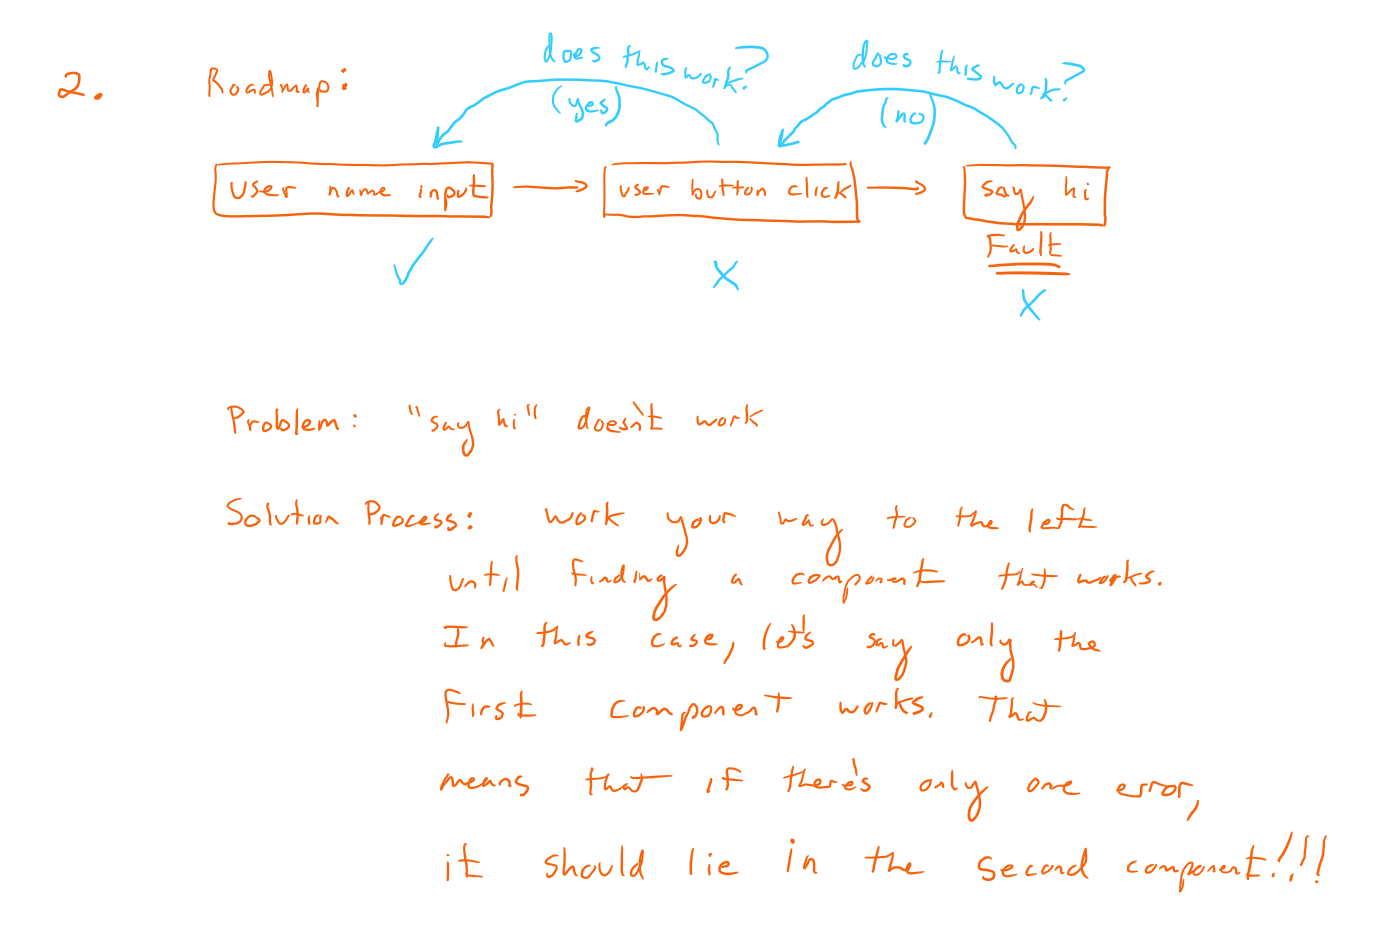 does this work?
does this work?
2. Roadmap:
(yes)
(no)
user name input
user button click
say hi
Fault
Problem: "say hi" doesn't work
Solution Process: work your way to the left
until finding a component that works.
In this case, let's say only the
first component works. That
means that if there's only one error,
it should lie in the second component!!!